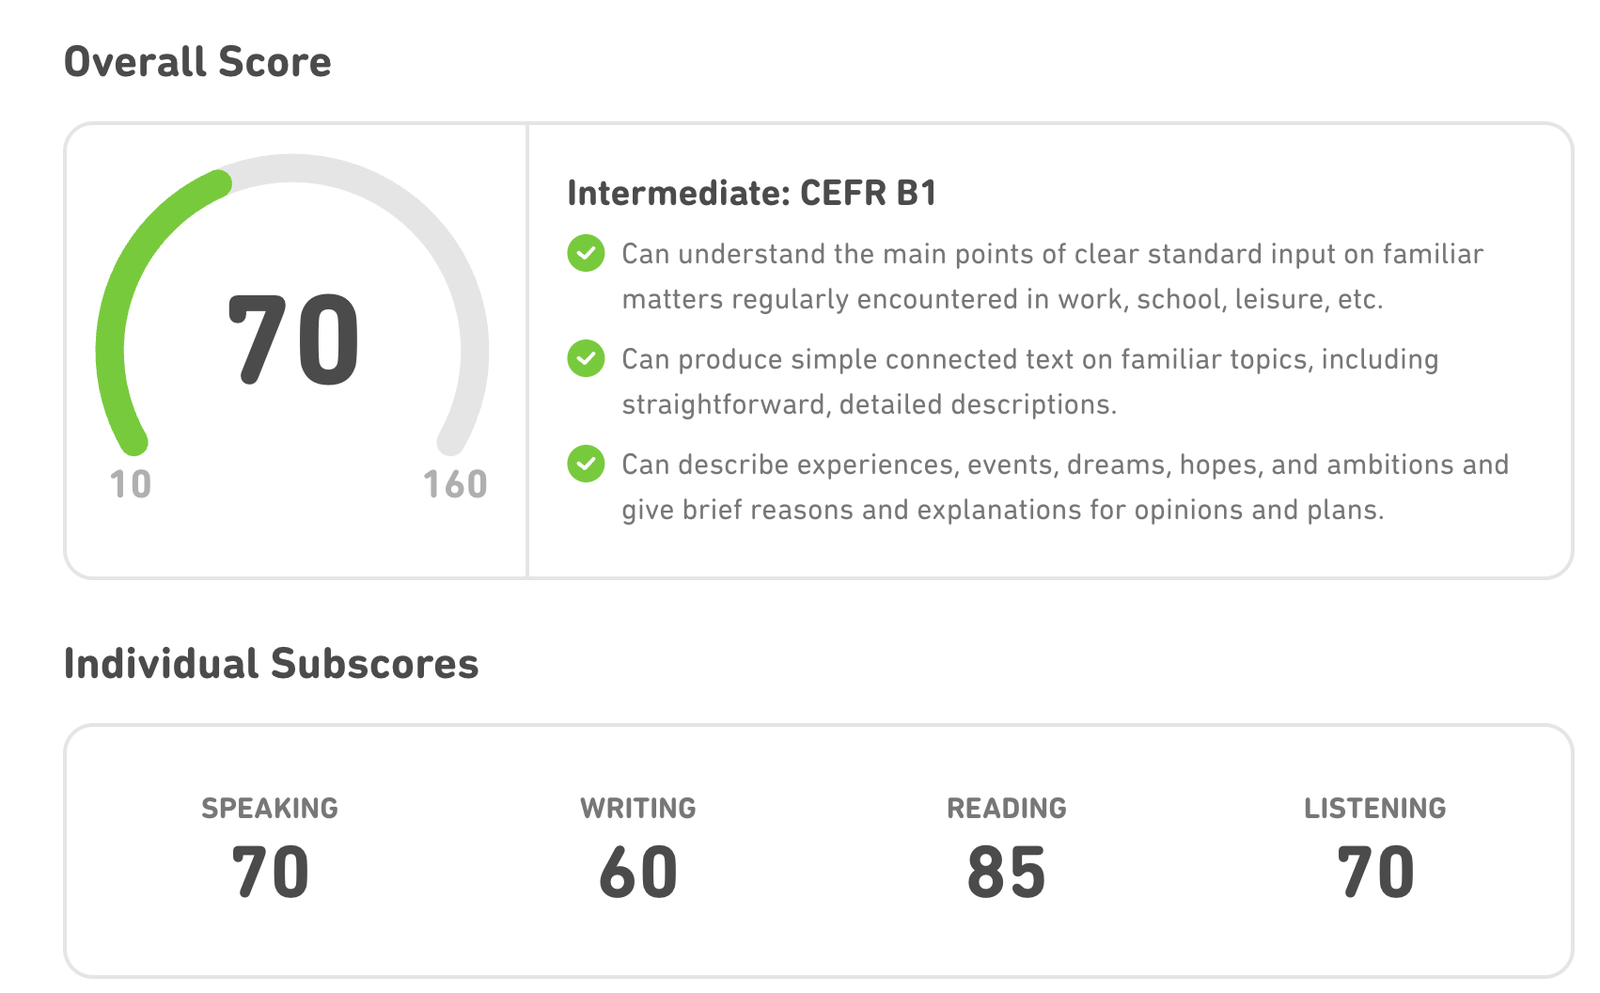 Overall Score
70
10
160
Intermediate: CEFR B1
Can understand the main points of clear standard input on familiar
matters regularly encountered in work, school, leisure, etc.
Can produce simple connected text on familiar topics, including
straightforward, detailed descriptions.
Can describe experiences, events, dreams, hopes, and ambitions and
give brief reasons and explanations for opinions and plans.
Individual Subscores
SPEAKING
70
WRITING
60
READING
85
LISTENING
70